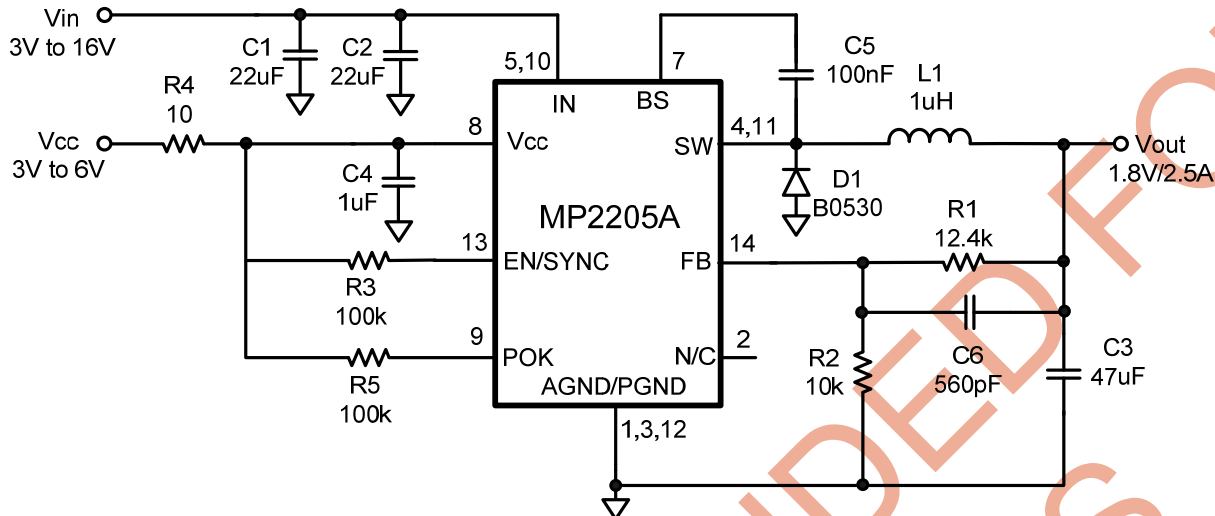 Vin
3V to 16V
C1
22uF
C2
22uF
5,10
7
C5
100nF
L1
1uH
R4
10
IN
BS
Vcc
3V to 6V
8
Vcc
4,11
SW
Vout
1.8V/2.5A
C4
1uF
D1
B0530
MP2205A
R1
12.4k
13
EN/SYNC
14
FB
R3
100k
9
POK
2
N/C
R2
10k
C6
560pF
C3
47uF
R5
100k
AGND/PGND
1,3,12